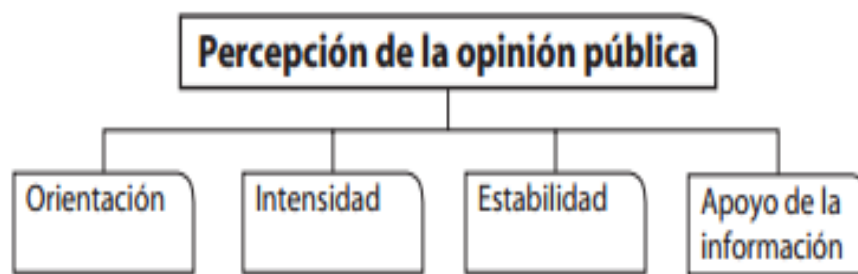 Percepción de la opinión pública
Orientación
Intensidad
Estabilidad
Apoyo de la
información